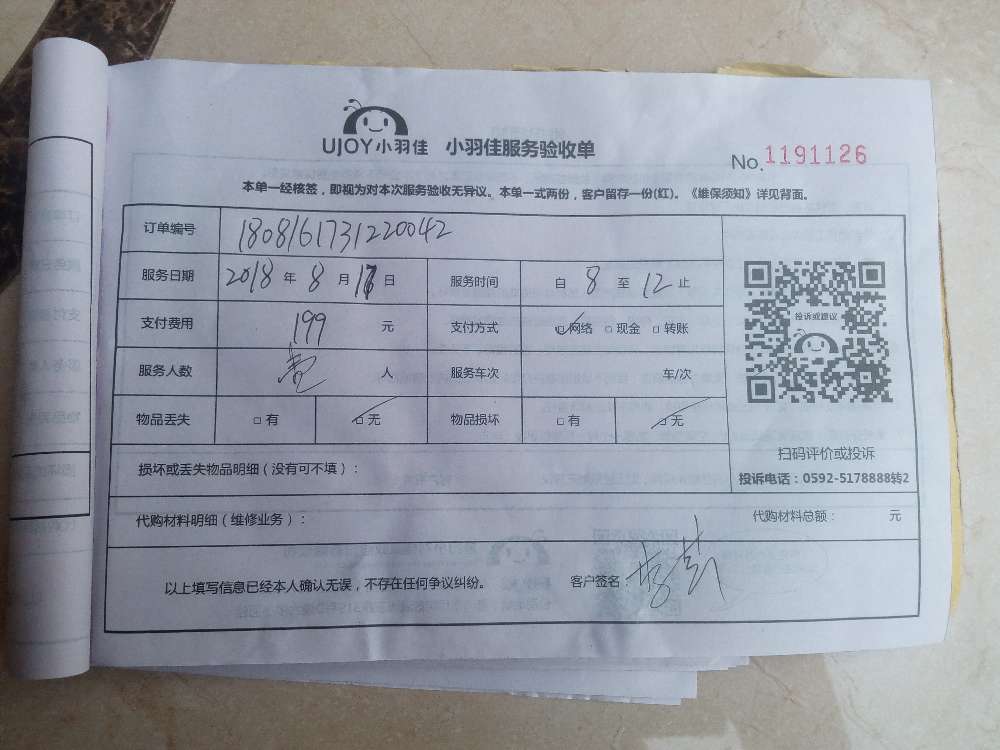 UJOY小羽佳 小羽佳服务验收单
No.1191126
本单一经核签，即视为对本次服务验收无异议。本单一式两份，客户留存一份(红)。《维保须知》详见背面。
订单编号 1808161731220042
服务日期 2018 年 8 月 17 日 服务时间 自 8 至 12 止
投诉或建议
支付费用 199 元 支付方式 ☑网络 □现金 □转账
服务人数 壹 人 服务车次 车/次
物品丢失 □有 ☑无 物品损坏 □有 ☑无
扫码评价或投诉
损坏或丢失物品明细（没有可不填）：
投诉电话：0592-5178888转2
代购材料明细（维修业务）： 代购材料总额： 元
以上填写信息已经本人确认无误，不存在任何争议纠纷。 客户签名：